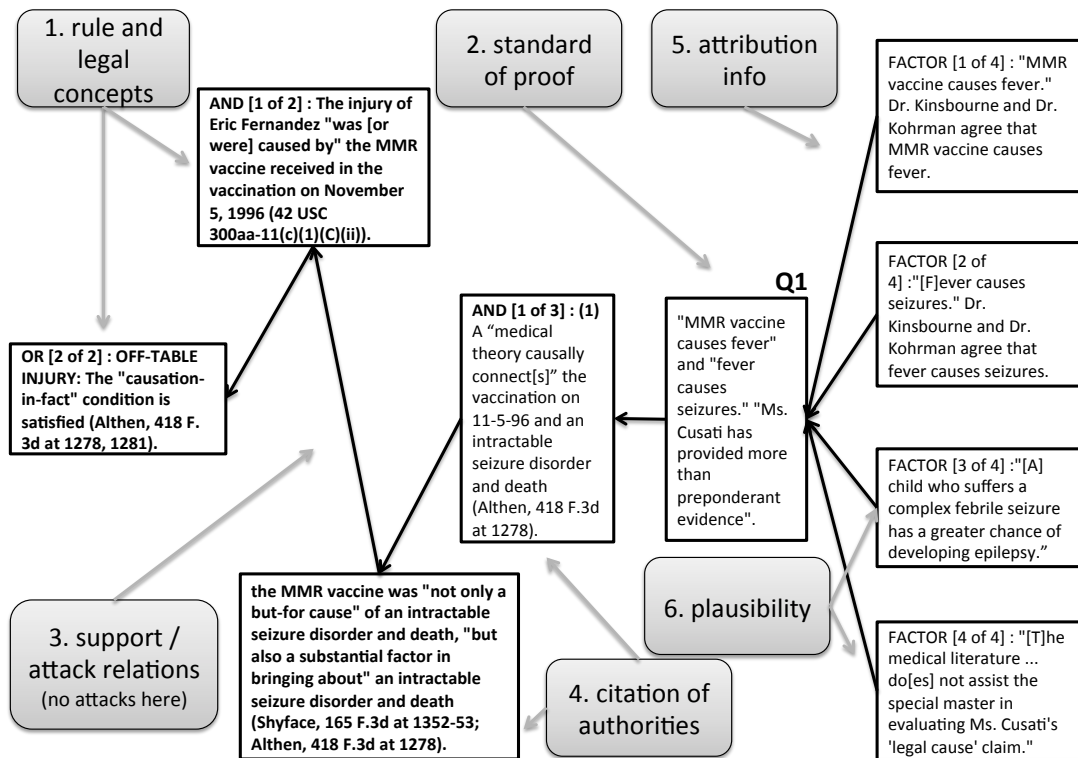 1. rule and
legal
concepts
2. standard
of proof
5. attribution
info
AND [1 of 2] : The injury of
Eric Fernandez "was [or
were] caused by" the MMR
vaccine received in the
vaccination on November
5, 1996 (42 USC
300aa-11(c)(1)(C)(ii)).
FACTOR [1 of 4] : "MMR
vaccine causes fever."
Dr. Kinsbourne and Dr.
Kohrman agree that
MMR vaccine causes
fever.
OR [2 of 2] : OFF-TABLE
INJURY: The "causation-
in-fact" condition is
satisfied (Althen, 418 F.
3d at 1278, 1281).
AND [1 of 3] : (1)
A “medical
theory causally
connect[s]” the
vaccination on
11-5-96 and an
intractable
seizure disorder
and death
(Althen, 418 F.3d
at 1278).
Q1
"MMR vaccine
causes fever"
and "fever
causes
seizures." "Ms.
Cusati has
provided more
than
preponderant
evidence".
FACTOR [2 of
4] :"[F]ever causes
seizures." Dr.
Kinsbourne and Dr.
Kohrman agree that
fever causes seizures.
FACTOR [3 of 4] :"[A]
child who suffers a
complex febrile seizure
has a greater chance of
developing epilepsy.”
3. support /
attack relations
(no attacks here)
the MMR vaccine was "not only a
but-for cause" of an intractable
seizure disorder and death, "but
also a substantial factor in
bringing about" an intractable
seizure disorder and death
(Shyface, 165 F.3d at 1352-53;
Althen, 418 F.3d at 1278).
4. citation of
authorities
6. plausibility
FACTOR [4 of 4] : "[T]he
medical literature ...
do[es] not assist the
special master in
evaluating Ms. Cusati's
'legal cause' claim."